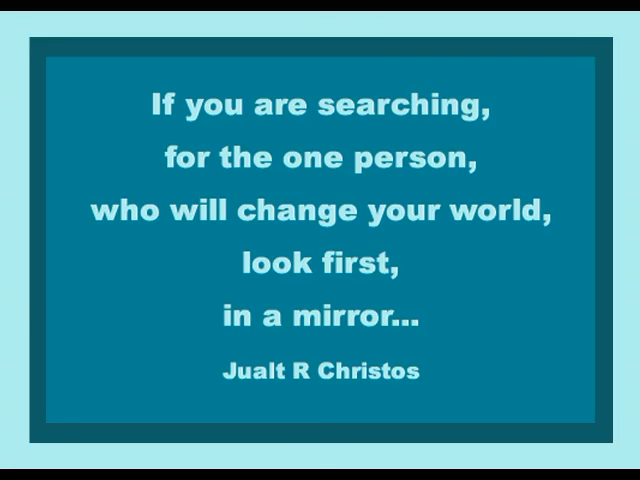 If you are searching,
for the one person,
who will change your world,
look first,
in a mirror...
Jualt R Christos